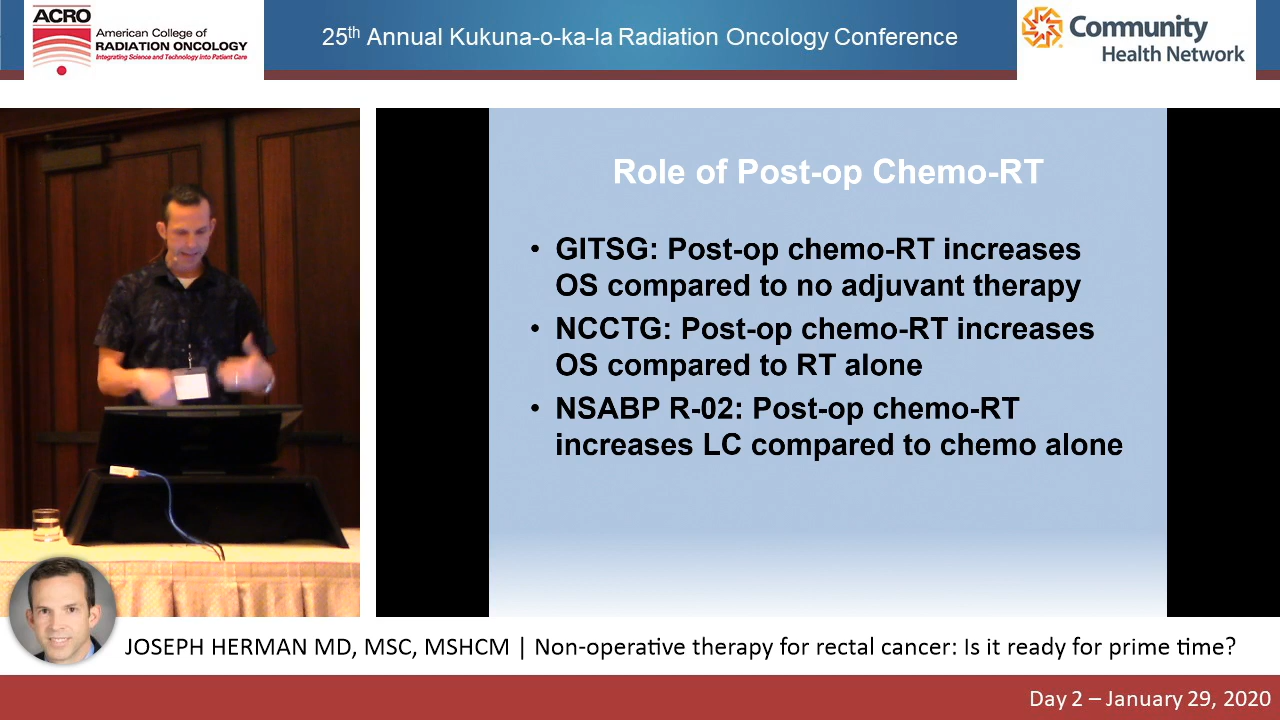 ACRO
American College of
RADIATION ONCOLOGY
Integrating Science and Technology Into Patient Care
25th Annual Kukuna-o-ka-la Radiation Oncology Conference
Community
Health Network
Role of Post-op Chemo-RT
• GITSG: Post-op chemo-RT increases
OS compared to no adjuvant therapy
• NCCTG: Post-op chemo-RT increases
OS compared to RT alone
• NSABP R-02: Post-op chemo-RT
increases LC compared to chemo alone
JOSEPH HERMAN MD, MSC, MSHCM | Non-operative therapy for rectal cancer: Is it ready for prime time?
Day 2 – January 29, 2020